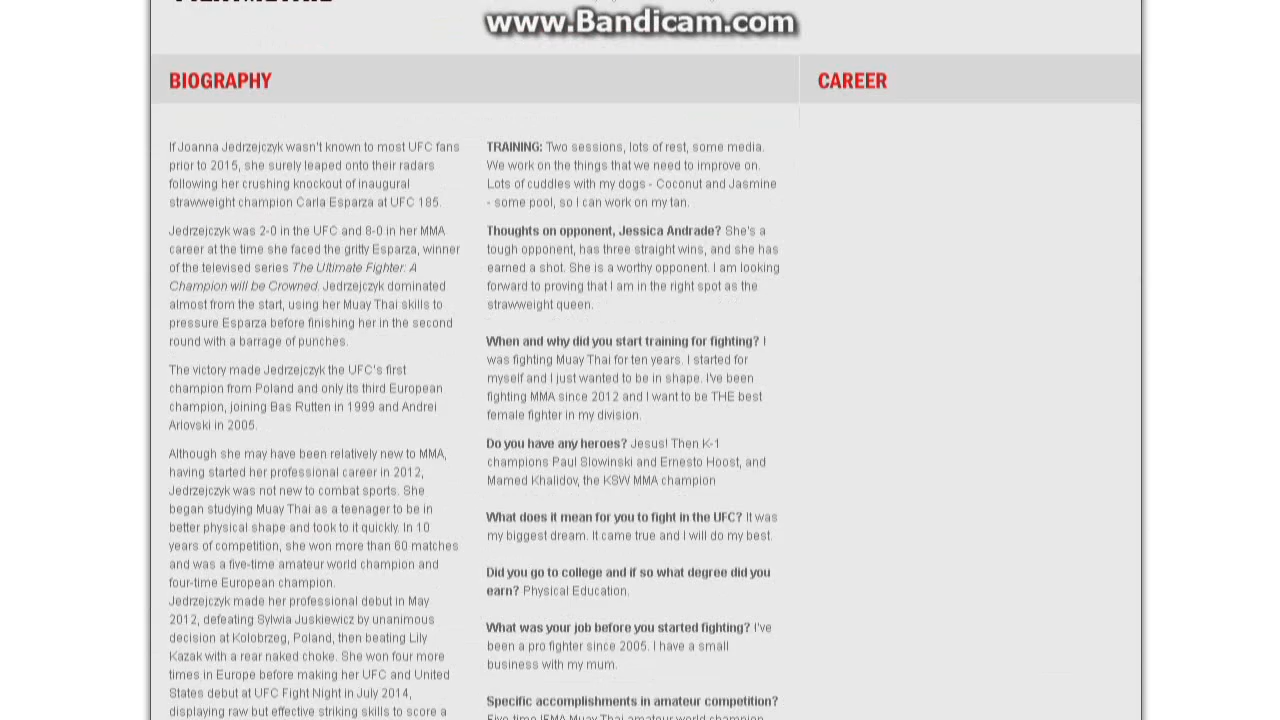 www.Bandicam.com
BIOGRAPHY
CAREER
If Joanna Jedrzejczyk wasn't known to most UFC fans
prior to 2015, she surely leaped onto their radars
following her crushing knockout of inaugural
strawweight champion Carla Esparza at UFC 185.
Jedrzejczyk was 2-0 in the UFC and 8-0 in her MMA
career at the time she faced the gritty Esparza, winner
of the televised series The Ultimate Fighter: A
Champion will be Crowned. Jedrzejczyk dominated
almost from the start, using her Muay Thai skills to
pressure Esparza before finishing her in the second
round with a barrage of punches.
The victory made Jedrzejczyk the UFC's first
champion from Poland and only its third European
champion, joining Bas Rutten in 1999 and Andrei
Arlovski in 2005.
Although she may have been relatively new to MMA,
having started her professional career in 2012,
Jedrzejczyk was not new to combat sports. She
began studying Muay Thai as a teenager to be in
better physical shape and took to it quickly. In 10
years of competition, she won more than 60 matches
and was a five-time amateur world champion and
four-time European champion.
Jedrzejczyk made her professional debut in May
2012, defeating Sylwia Juskiewicz by unanimous
decision at Kolobrzeg, Poland, then beating Lily
Kazak with a rear naked choke. She won four more
times in Europe before making her UFC and United
States debut at UFC Fight Night in July 2014,
displaying raw but effective striking skills to score a
TRAINING: Two sessions, lots of rest, some media.
We work on the things that we need to improve on.
Lots of cuddles with my dogs - Coconut and Jasmine
- some pool, so I can work on my tan.
Thoughts on opponent, Jessica Andrade? She's a
tough opponent, has three straight wins, and she has
earned a shot. She is a worthy opponent. I am looking
forward to proving that I am in the right spot as the
strawweight queen.
When and why did you start training for fighting? I
was fighting Muay Thai for ten years. I started for
myself and I just wanted to be in shape. I've been
fighting MMA since 2012 and I want to be THE best
female fighter in my division.
Do you have any heroes? Jesus! Then K-1
champions Paul Slowinski and Ernesto Hoost, and
Mamed Khalidov, the KSW MMA champion
What does it mean for you to fight in the UFC? It was
my biggest dream. It came true and I will do my best.
Did you go to college and if so what degree did you
earn? Physical Education.
What was your job before you started fighting? I've
been a pro fighter since 2005. I have a small
business with my mum.
Specific accomplishments in amateur competition?
Five-time IFMA Muay Thai amateur world champion